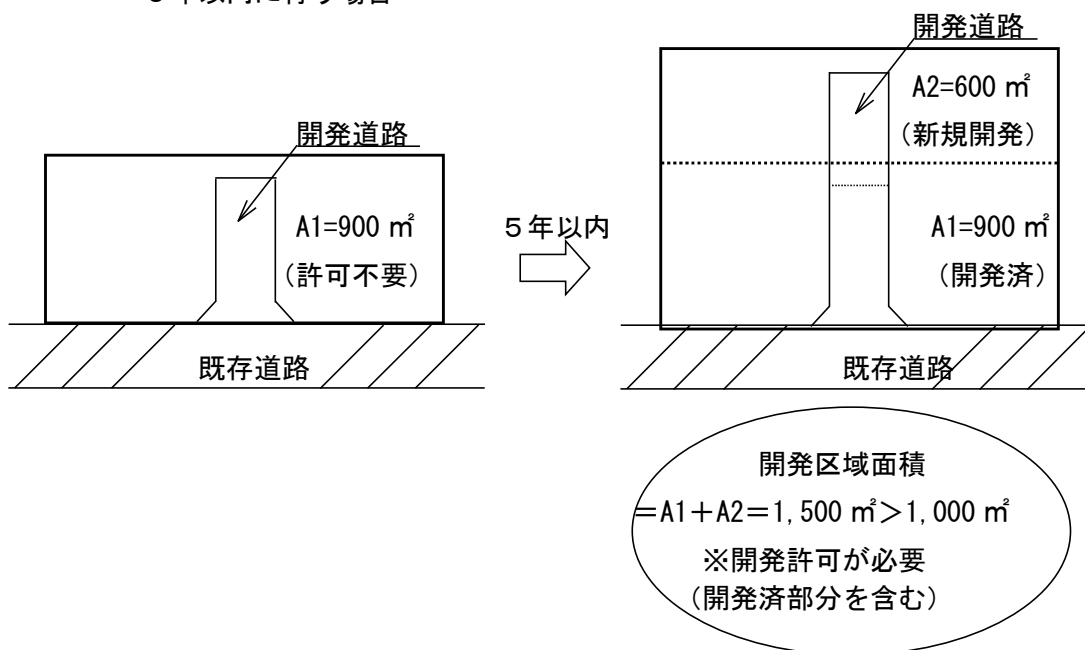 開発道路
A1=900 ㎡
(許可不要)
既存道路
5年以内
開発道路
A2=600 ㎡
(新規開発)
A1=900 ㎡
(開発済)
既存道路
開発区域面積
=A1+A2=1,500 ㎡>1,000 ㎡
※開発許可が必要
(開発済部分を含む)